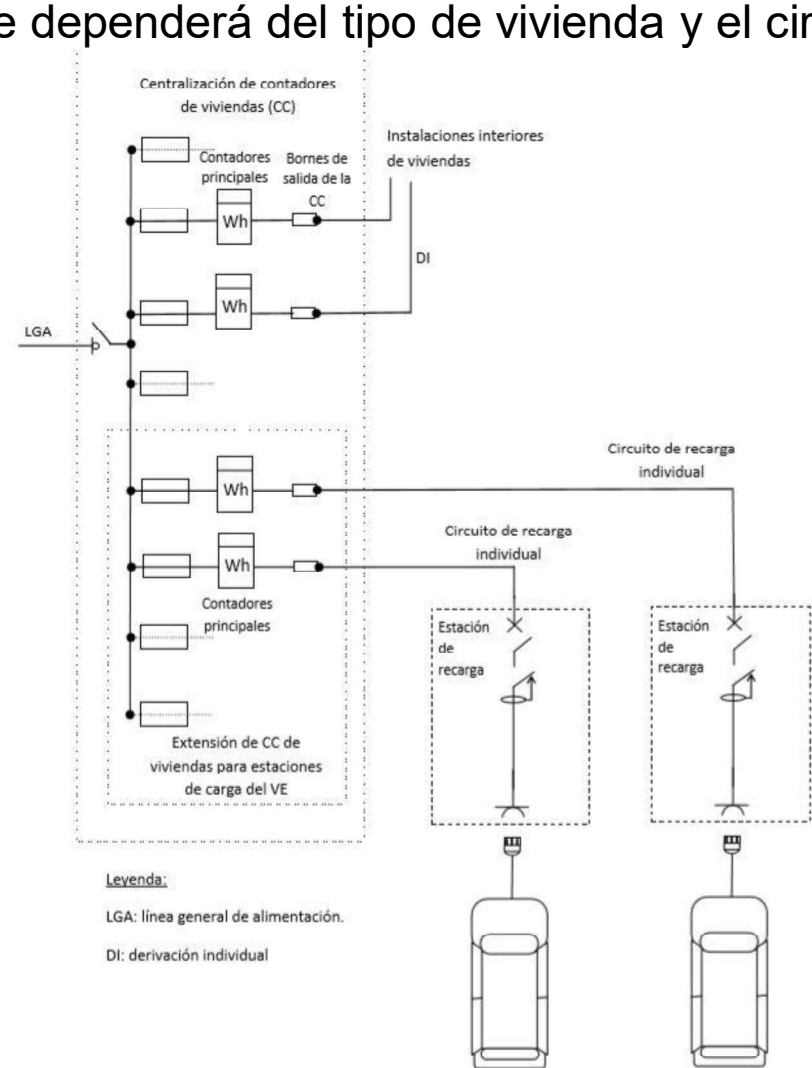 e dependerá del tipo de vivienda y el cir
Centralización de contadores
de viviendas (CC)
Instalaciones interiores
de viviendas
Contadores
principales
Bornes de
salida de la
CC
Wh
DI
Wh
LGA
Circuito de recarga
individual
Wh
Circuito de recarga
individual
Wh
Contadores
principales
Estación
de
recarga
Estación
de
recarga
Extensión de CC de
viviendas para estaciones
de carga del VE
Leyenda:
LGA: línea general de alimentación.
DI: derivación individual